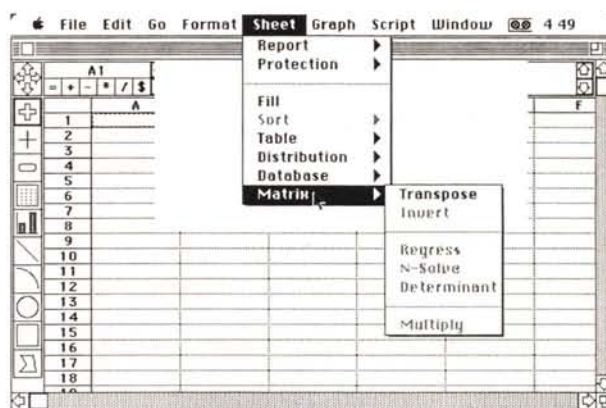 File Edit Go Format Sheet Graph Script Window 4 49
Report
Protection
A1
= + - * / $
Fill
Sort
Table
Distribution
Database
Matrix
Transpose
Invert
Regress
N-Solve
Determinant
Multiply
A F
1
2
3
4
5
6
7
8
9
10
11
12
13
14
15
16
17
18